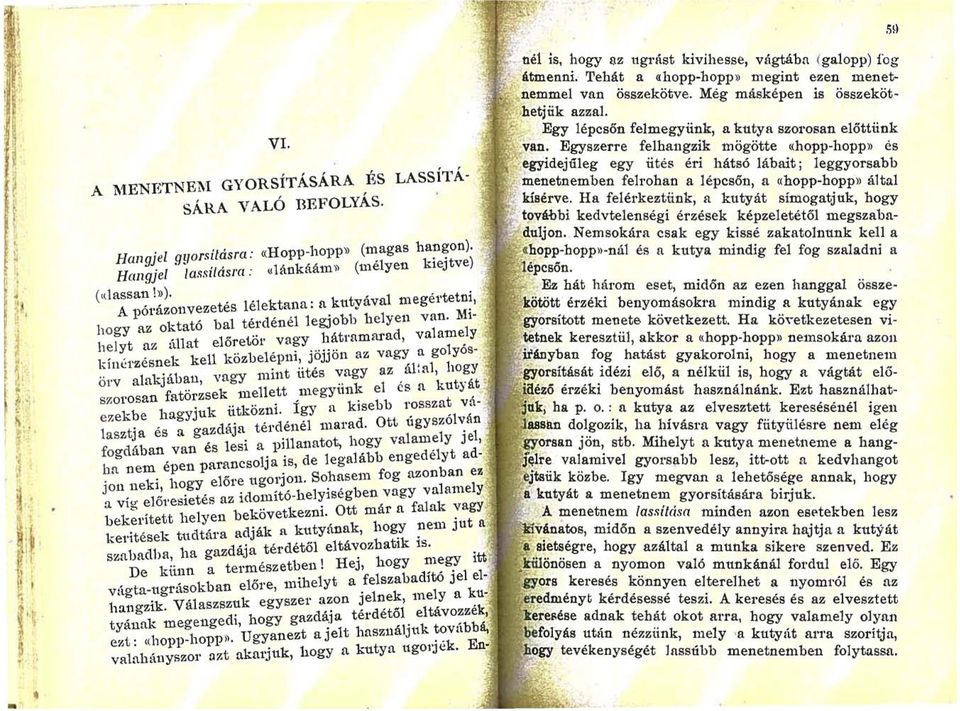 VI.
A MENETNEM GYORSÍTÁSÁRA ÉS LASSÍTÁ-
SÁRA VALÓ BEFOLYÁS.
Hangjel gyorsításra: «Hopp-hopp» (magas hangon).
Hangjel lassításra: «lánkáám» (mélyen kiejtve)
(«lassan!»).
A pórázonvezetés lélektana: a kutyával megértetni,
hogy az oktató bal térdénél legjobb helyen van. Mi-
helyt az állat előretör vagy hátramarad, valamely
kínérzésnek kell közbelépni, jöjjön az vagy a golyós-
örv alakjában, vagy mint ütés vagy az által, hogy
szorosan fatörzsek mellett megyünk el és a kutyát
ezekbe hagyjuk ütközni. Így a kisebb rosszat vá-
lasztja és a gazdája térdénél marad. Ott úgyszólván
fogdában van és lesi a pillanatot, hogy valamely jel,
ha nem épen parancsolja is, de legalább engedélyt ad-
jon neki, hogy előre ugorjon. Sohasem fog azonban ez
a víg előresietés az idomító-helyiségben vagy valamely
bekerített helyen bekövetkezni. Ott már a falak vagy
kerítések tudtára adják a kutyának, hogy nem jut a
szabadba, ha gazdája térdétől eltávozhatik is.
De künn a természetben! Hej, hogy megy itt
vágta-ugrásokban előre, mihelyt a felszabadító jel el-
hangzik. Válaszszuk egyszer azon jelnek, mely a ku-
tyának megengedi, hogy gazdája térdétől eltávozzék,
ezt: «hopp-hopp». Ugyanezt a jelt használjuk továbbá,
valahányszor azt akarjuk, hogy a kutya ugorjék. En-
59
nél is, hogy az ugrást kivihesse, vágtába (galopp) fog
átmenni. Tehát a «hopp-hopp» megint ezen menet-
nemmel van összekötve. Még másképen is összeköt-
hetjük azzal.
Egy lépcsőn felmegyünk, a kutya szorosan előttünk
van. Egyszerre felhangzik mögötte «hopp-hopp» és
egyidejűleg egy ütés éri hátsó lábait; leggyorsabb
menetnemben felrohan a lépcsőn, a «hopp-hopp» által
kísérve. Ha felérkeztünk, a kutyát símogatjuk, hogy
további kedvtelenségi érzések képzeletétől megszaba-
duljon. Nemsokára csak egy kissé zakatolnunk kell a
«hopp-hopp»-nál és a kutya mindig fel fog szaladni a
lépcsőn.
Ez hát három eset, midőn az ezen hanggal össze-
kötött érzéki benyomásokra mindig a kutyának egy
gyorsított menete következett. Ha következetesen vi-
tetnek keresztül, akkor a «hopp-hopp» nemsokára azon
irányban fog hatást gyakorolni, hogy a menetnem
gyorsítását idézi elő, a nélkül is, hogy a vágtát elő-
idéző érzéki benyomást használnánk. Ezt használhat-
juk, ha p. o.: a kutya az elvesztett keresésénél igen
lassan dolgozik, ha hívásra vagy fütyülésre nem elég
gyorsan jön, stb. Mihelyt a kutya menetneme a hang-
jelre valamivel gyorsabb lesz, itt-ott a kedvhangot
ejtsük közbe. Igy megvan a lehetősége annak, hogy
a kutyát a menetnem gyorsítására birjuk.
A menetnem lassítása minden azon esetekben lesz
kívánatos, midőn a szenvedély annyira hajtja a kutyát
a sietségre, hogy azáltal a munka sikere szenved. Ez
különösen a nyomon való munkánál fordul elő. Egy
gyors keresés könnyen elterelhet a nyomról és az
eredményt kérdésessé teszi. A keresés és az elveszett
keresése adnak tehát okot arra, hogy valamely olyan
befolyás után nézzünk, mely a kutyát arra szorítja,
hogy tevékenységét lassúbb menetnemben folytassa.